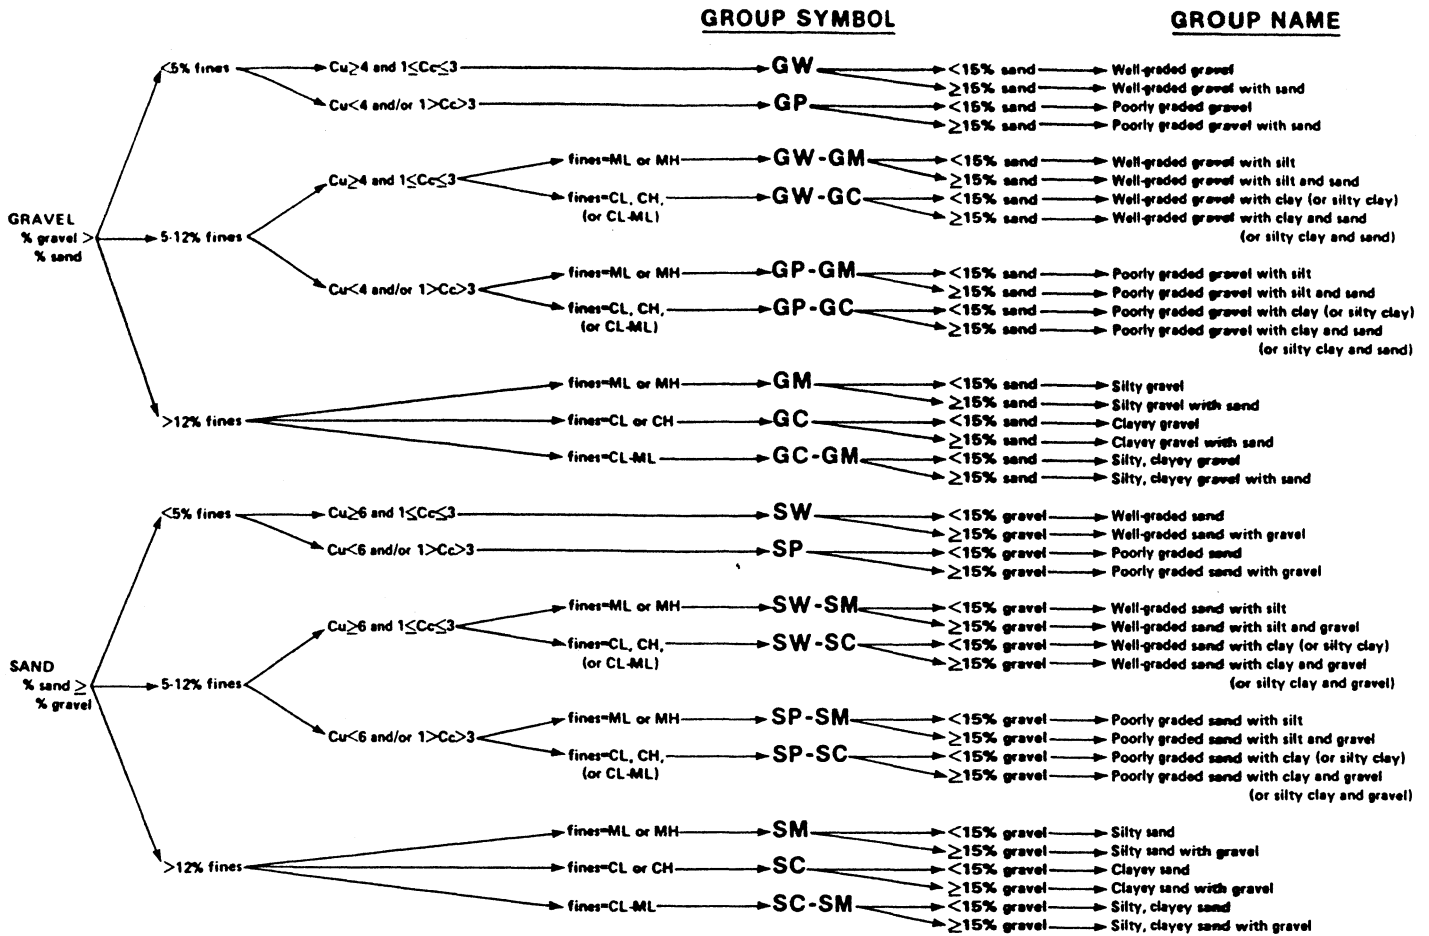 GROUP SYMBOL GROUP NAME
<5% fines Cu≥4 and 1≤Cc≤3 GW <15% sand Well-graded gravel
≥15% sand Well-graded gravel with sand
Cu<4 and/or 1>Cc>3 GP <15% sand Poorly graded gravel
≥15% sand Poorly graded gravel with sand
fines=ML or MH GW-GM <15% sand Well-graded gravel with silt
Cu≥4 and 1≤Cc≤3 ≥15% sand Well-graded gravel with silt and sand
fines=CL, CH, GW-GC <15% sand Well-graded gravel with clay (or silty clay)
(or CL-ML) ≥15% sand Well-graded gravel with clay and sand
GRAVEL
% gravel > 5-12% fines (or silty clay and sand)
% sand
fines=ML or MH GP-GM <15% sand Poorly graded gravel with silt
Cu<4 and/or 1>Cc>3 ≥15% sand Poorly graded gravel with silt and sand
fines=CL, CH, GP-GC <15% sand Poorly graded gravel with clay (or silty clay)
(or CL-ML) ≥15% sand Poorly graded gravel with clay and sand
(or silty clay and sand)
fines=ML or MH GM <15% sand Silty gravel
≥15% sand Silty gravel with sand
>12% fines fines=CL or CH GC <15% sand Clayey gravel
≥15% sand Clayey gravel with sand
fines=CL-ML GC-GM <15% sand Silty, clayey gravel
≥15% sand Silty, clayey gravel with sand
<5% fines Cu≥6 and 1≤Cc≤3 SW <15% gravel Well-graded sand
≥15% gravel Well-graded sand with gravel
Cu<6 and/or 1>Cc>3 SP <15% gravel Poorly graded sand
≥15% gravel Poorly graded sand with gravel
fines=ML or MH SW-SM <15% gravel Well-graded sand with silt
Cu≥6 and 1≤Cc≤3 ≥15% gravel Well-graded sand with silt and gravel
fines=CL, CH, SW-SC <15% gravel Well-graded sand with clay (or silty clay)
(or CL-ML) ≥15% gravel Well-graded sand with clay and gravel
SAND
% sand ≥ 5-12% fines (or silty clay and gravel)
% gravel
fines=ML or MH SP-SM <15% gravel Poorly graded sand with silt
Cu<6 and/or 1>Cc>3 ≥15% gravel Poorly graded sand with silt and gravel
fines=CL, CH, SP-SC <15% gravel Poorly graded sand with clay (or silty clay)
(or CL-ML) ≥15% gravel Poorly graded sand with clay and gravel
(or silty clay and gravel)
fines=ML or MH SM <15% gravel Silty sand
≥15% gravel Silty sand with gravel
>12% fines fines=CL or CH SC <15% gravel Clayey sand
≥15% gravel Clayey sand with gravel
fines=CL-ML SC-SM <15% gravel Silty, clayey sand
≥15% gravel Silty, clayey sand with gravel